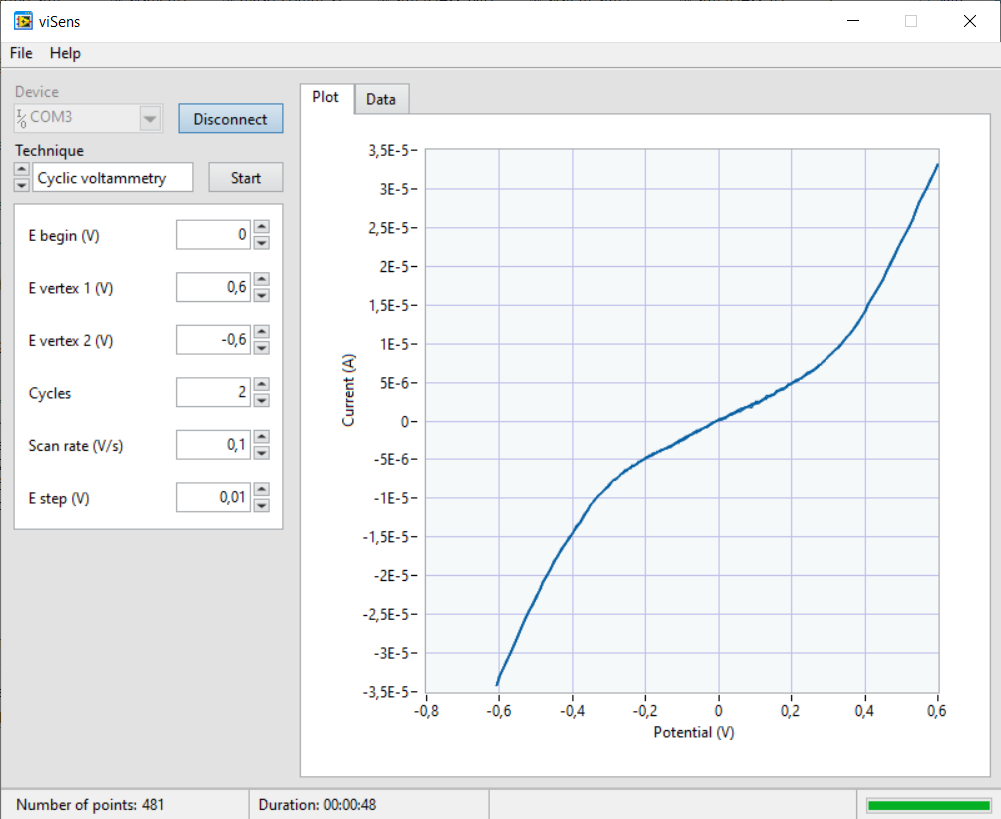 viSens
File Help
Device
COM3
Disconnect
Technique
Cyclic voltammetry
Start
E begin (V)
0
E vertex 1 (V)
0,6
E vertex 2 (V)
-0,6
Cycles
2
Scan rate (V/s)
0,1
E step (V)
0,01
Plot
Data
3,5E-5
3E-5
2,5E-5
2E-5
1,5E-5
1E-5
5E-6
0
-5E-6
-1E-5
-1,5E-5
-2E-5
-2,5E-5
-3E-5
-3,5E-5
Current (A)
-0,8 -0,6 -0,4 -0,2 0 0,2 0,4 0,6
Potential (V)
Number of points: 481
Duration: 00:00:48